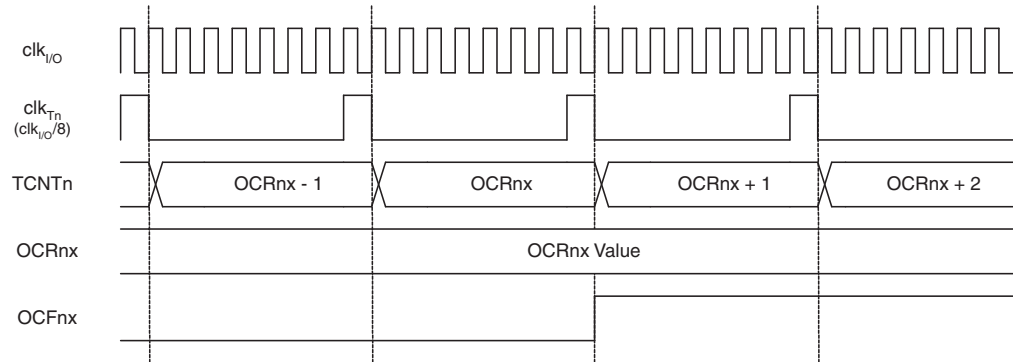 clkI/O
clkTn
(clkI/O/8)
TCNTn OCRnx - 1 OCRnx OCRnx + 1 OCRnx + 2
OCRnx OCRnx Value
OCFnx